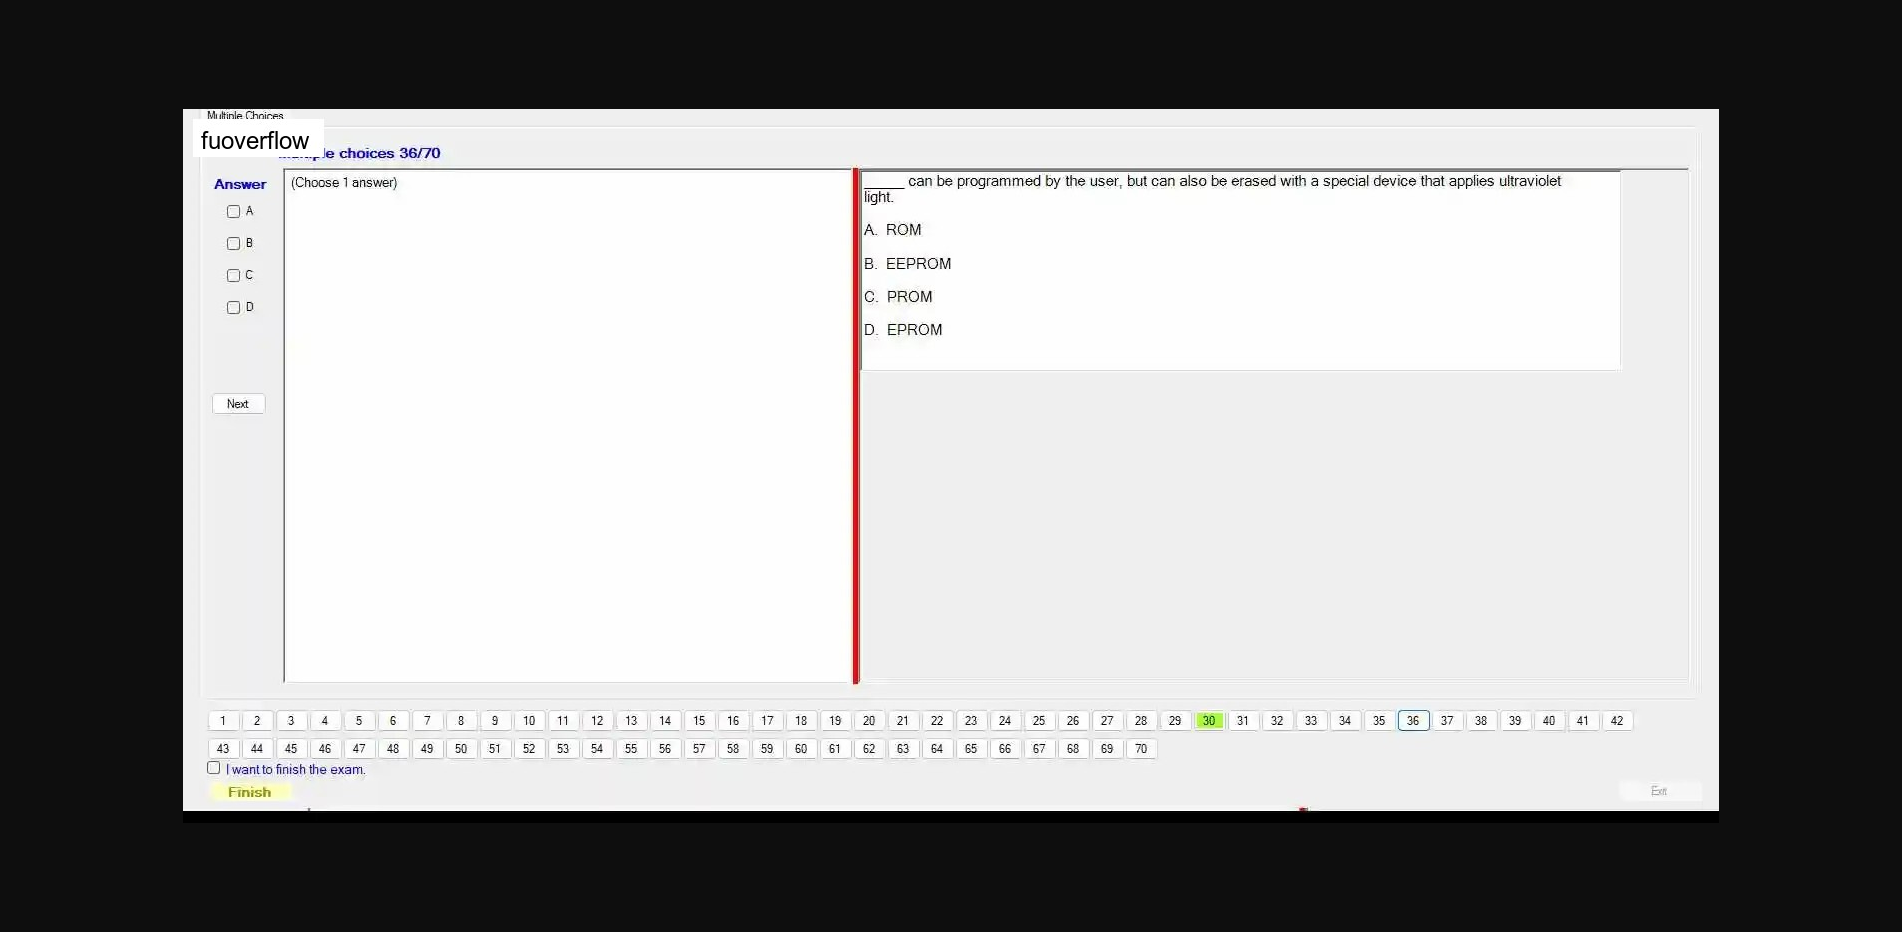 Multiple Choices
fuoverflow
choices 36/70
Answer
(Choose 1 answer)
A
B
C
D
Next
_____ can be programmed by the user, but can also be erased with a special device that applies ultraviolet
light.
A. ROM
B. EEPROM
C. PROM
D. EPROM
1 2 3 4 5 6 7 8 9 10 11 12 13 14 15 16 17 18 19 20 21 22 23 24 25 26 27 28 29 30 31 32 33 34 35 36 37 38 39 40 41 42
43 44 45 46 47 48 49 50 51 52 53 54 55 56 57 58 59 60 61 62 63 64 65 66 67 68 69 70
I want to finish the exam.
Finish
Exit